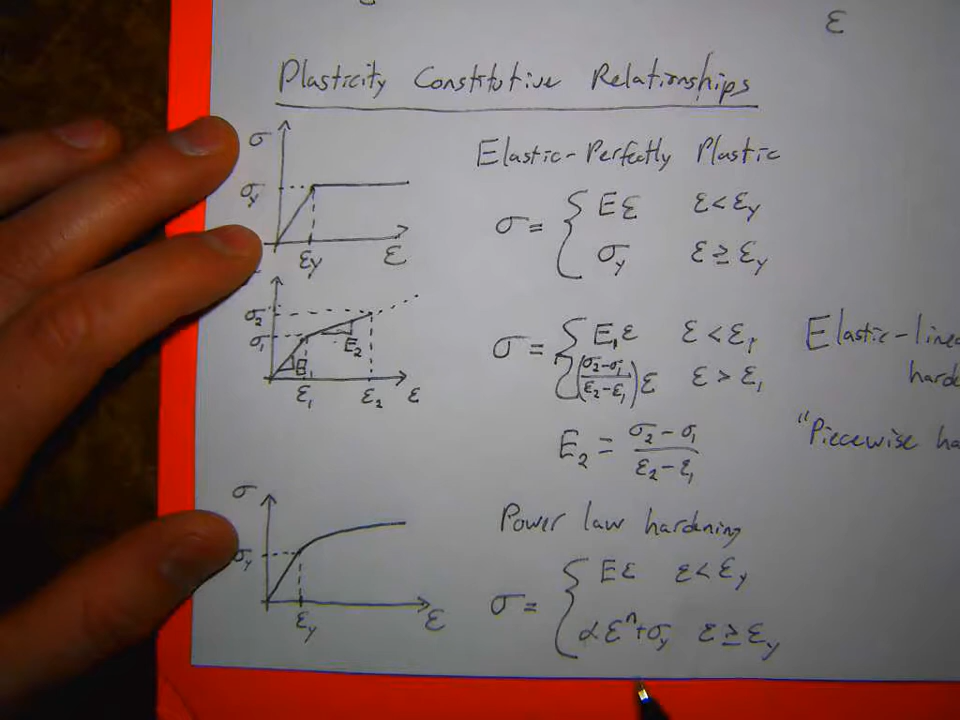 ε
Plasticity Constitutive Relationships
σ
σy
εy ε
Elastic-Perfectly Plastic
σ = { Eε ε < εy
σy ε ≥ εy
σ2
σ1
E E2
ε1 ε2 ε
σ = { E1ε ε < ε1
((σ2-σ1)/(ε2-ε1))ε ε > ε1
E2 = (σ2-σ1)/(ε2-ε1)
Elastic-
"Piecewise
σ
σy
εy ε
Power law hardening
σ = { Eε ε < εy
αε^n+σy ε ≥ εy